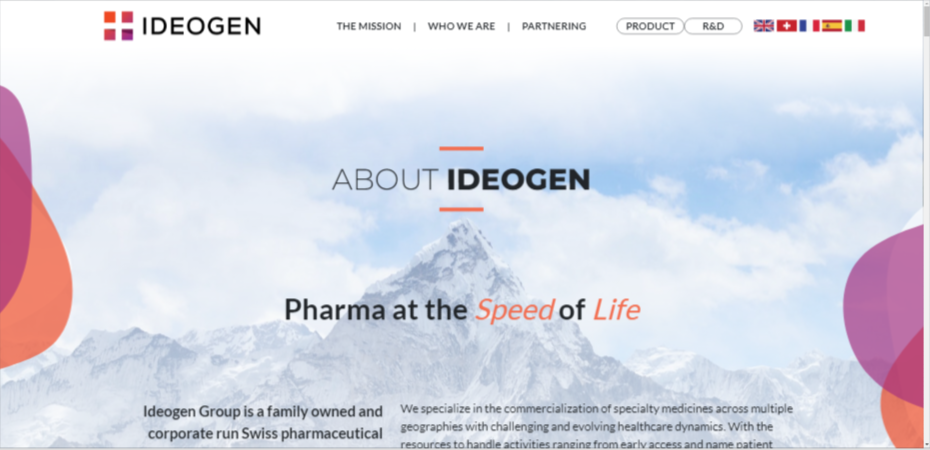 IDEOGEN
THE MISSION | WHO WE ARE | PARTNERING PRODUCT R&D
ABOUT IDEOGEN
Pharma at the Speed of Life
Ideogen Group is a family owned and
corporate run Swiss pharmaceutical
We specialize in the commercialization of specialty medicines across multiple
geographies with challenging and evolving healthcare dynamics. With the
resources to handle activities ranging from early access and name patient